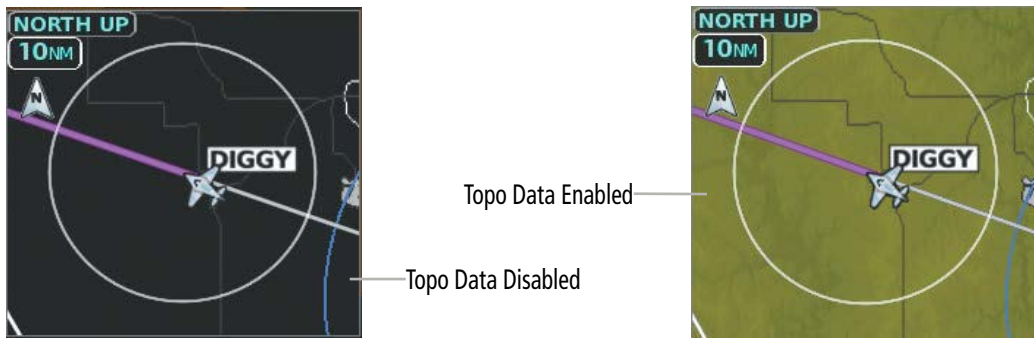 NORTH UP
10NM
N
DIGGY
Topo Data Disabled
Topo Data Enabled
NORTH UP
10NM
N
DIGGY